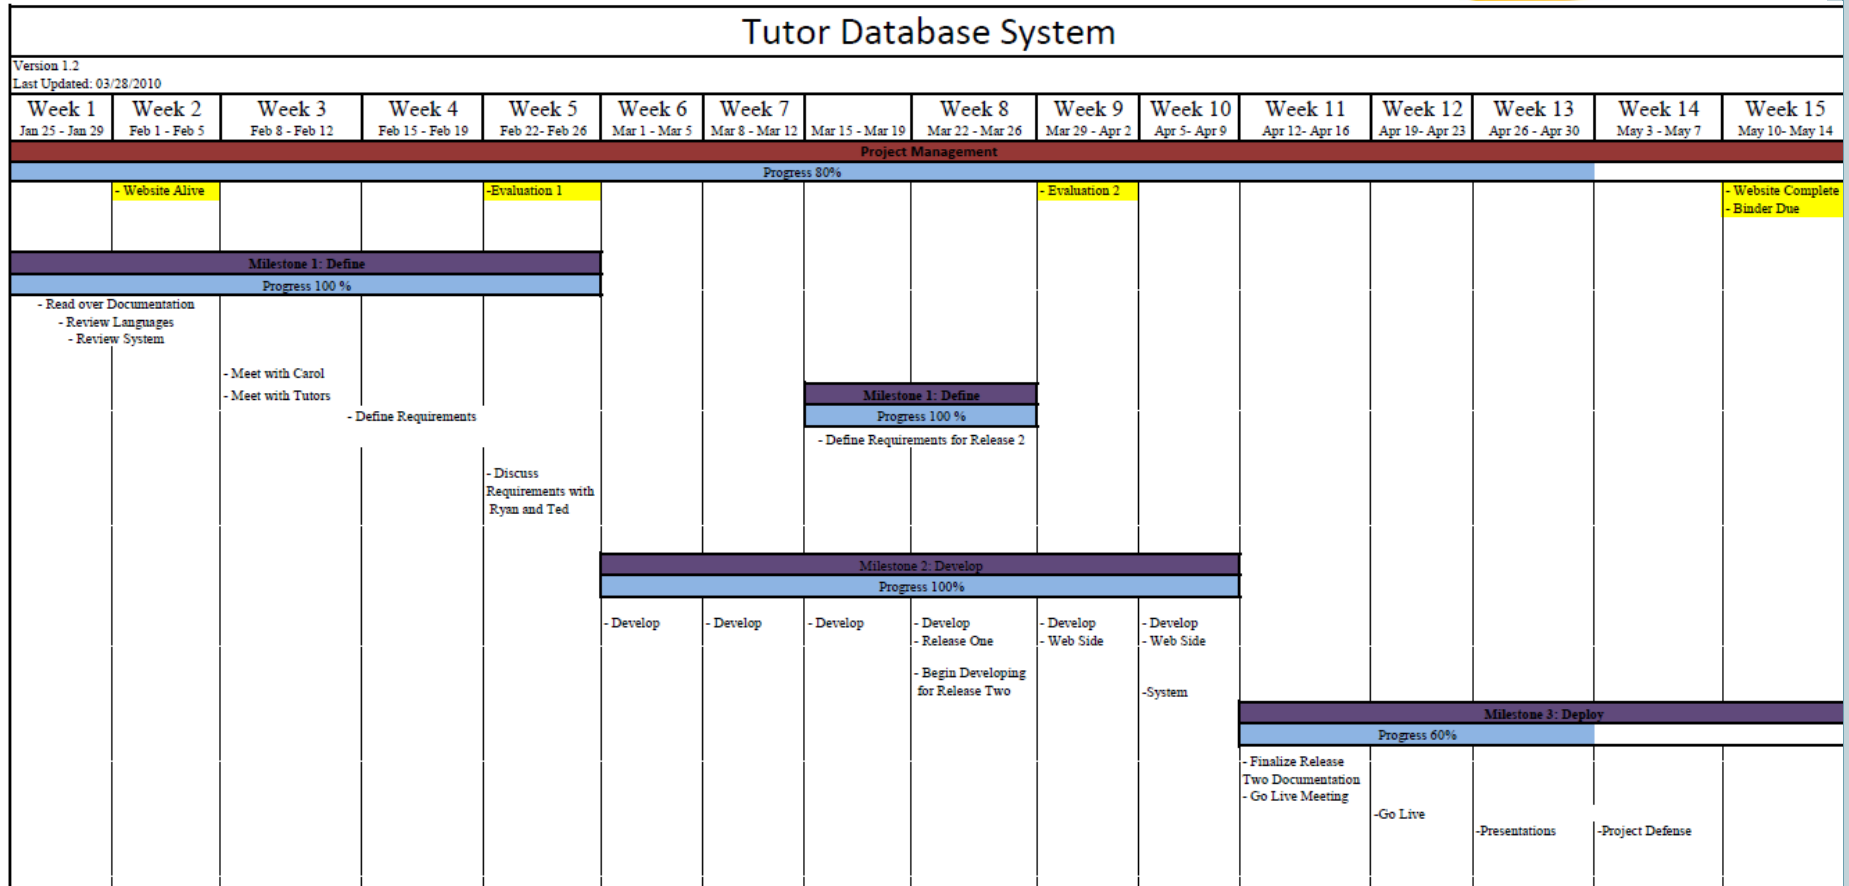 Tutor Database System
Version 1.2
Last Updated: 03/28/2010
Week 1 Week 2 Week 3 Week 4 Week 5 Week 6 Week 7 Week 8 Week 9 Week 10 Week 11 Week 12 Week 13 Week 14 Week 15
Jan 25 - Jan 29 Feb 1 - Feb 5 Feb 8 - Feb 12 Feb 15 - Feb 19 Feb 22- Feb 26 Mar 1 - Mar 5 Mar 8 - Mar 12 Mar 15 - Mar 19 Mar 22 - Mar 26 Mar 29 - Apr 2 Apr 5- Apr 9 Apr 12- Apr 16 Apr 19- Apr 23 Apr 26 - Apr 30 May 3 - May 7 May 10- May 14
Project Management
Progress 80%
- Website Alive -Evaluation 1 - Evaluation 2 - Website Complete
- Binder Due
Milestone 1: Define
Progress 100 %
- Read over Documentation
- Review Languages
- Review System
- Meet with Carol
- Meet with Tutors
- Define Requirements
Milestone 1: Define
Progress 100 %
- Define Requirements for Release 2
- Discuss
Requirements with
Ryan and Ted
Milestone 2: Develop
Progress 100%
- Develop - Develop - Develop - Develop - Develop - Develop
- Release One - Web Side - Web Side
- Begin Developing
for Release Two -System
Milestone 3: Deploy
Progress 60%
- Finalize Release
Two Documentation
- Go Live Meeting
-Go Live
-Presentations -Project Defense